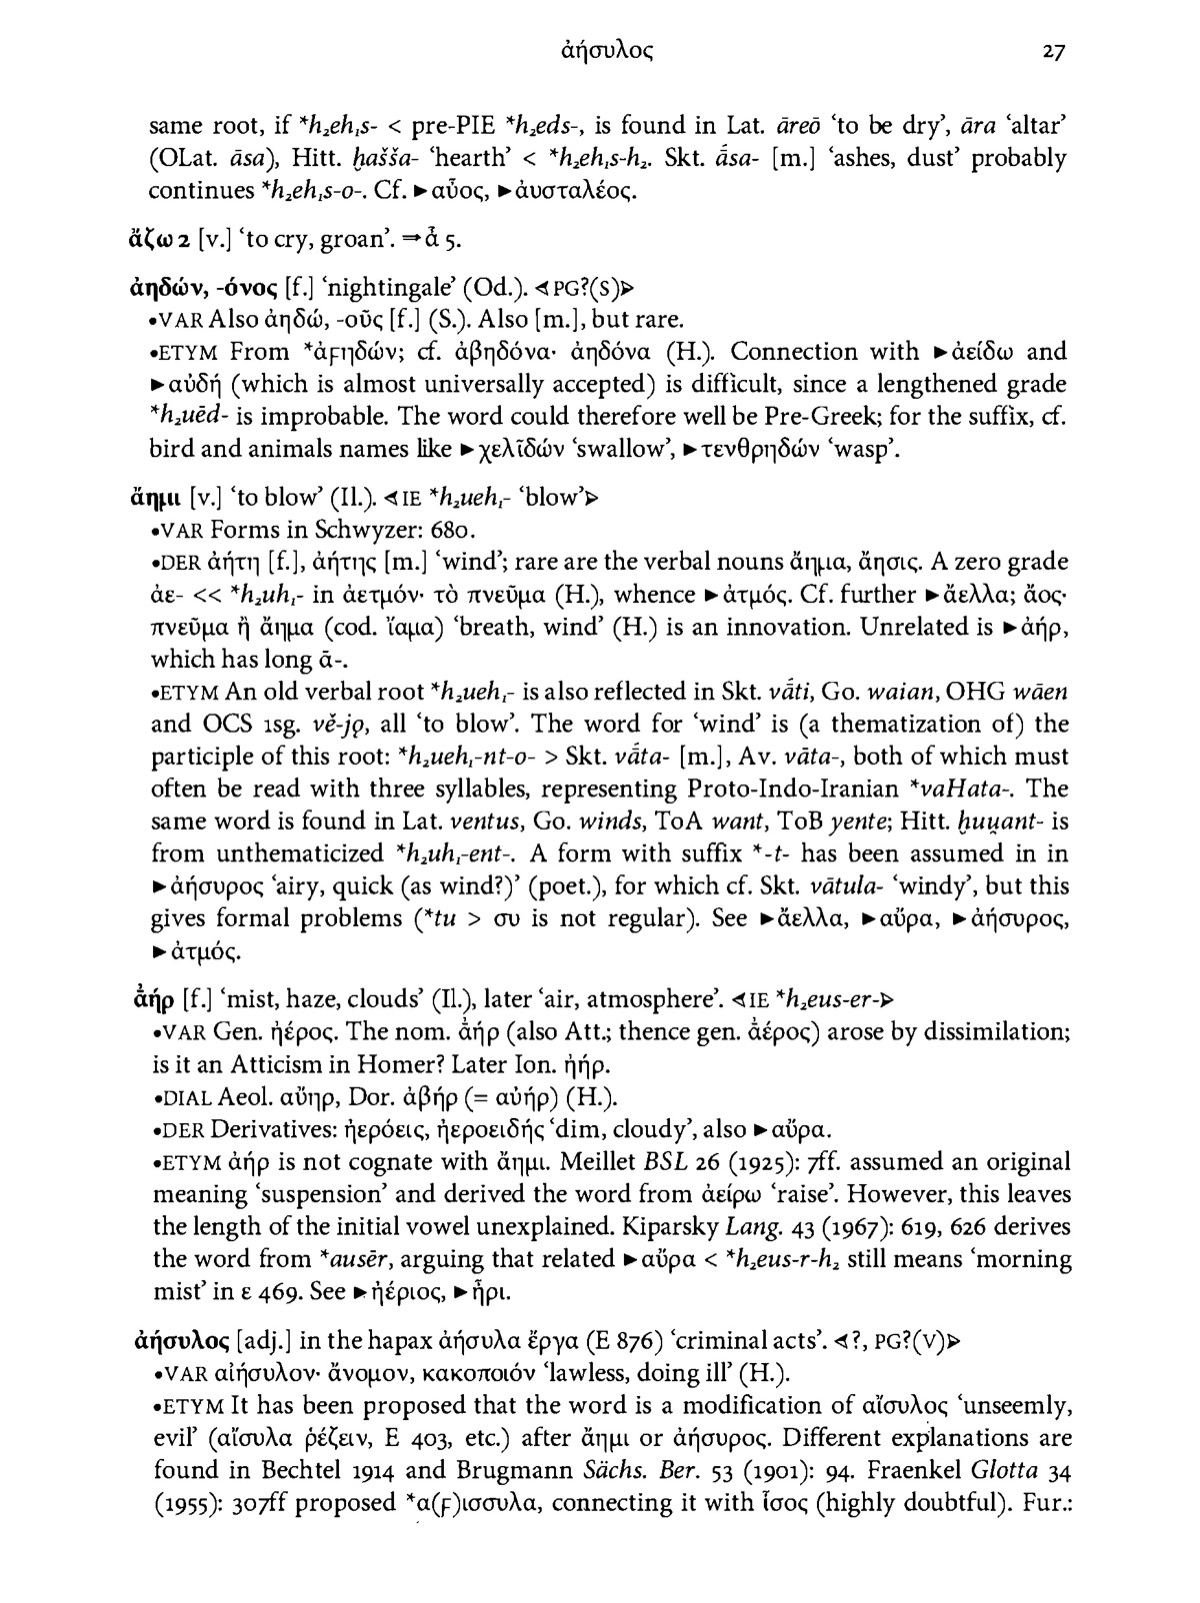 ἀήσυλος 27
same root, if *h₂eh₁s- < pre-PIE *h₂eds-, is found in Lat. āreō ‘to be dry’, āra ‘altar’
(OLat. āsa), Hitt. ḫašša- ‘hearth’ < *h₂eh₁s-h₂. Skt. ā́sa- [m.] ‘ashes, dust’ probably
continues *h₂eh₁s-o-. Cf. ►αὖος, ►ἀυσταλέος.
ἄζω 2 [v.] ‘to cry, groan’. ⇒ ἆ 5.
ἀηδών, -όνος [f.] ‘nightingale’ (Od.). ⋖PG?(S)⋗
•VAR Also ἀηδώ, -οῦς [f.] (S.). Also [m.], but rare.
•ETYM From *ἀϝηδών; cf. ἀβηδόνα· ἀηδόνα (H.). Connection with ►ἀείδω and
►αὐδή (which is almost universally accepted) is difficult, since a lengthened grade
*h₂uēd- is improbable. The word could therefore well be Pre-Greek; for the suffix, cf.
bird and animals names like ►χελῑδών ‘swallow’, ►τενθρηδών ‘wasp’.
ἄημι [v.] ‘to blow’ (Il.). ⋖IE *h₂ueh₁- ‘blow’⋗
•VAR Forms in Schwyzer: 680.
•DER ἀήτη [f.], ἀήτης [m.] ‘wind’; rare are the verbal nouns ἄημα, ἄησις. A zero grade
ἀε- << *h₂uh₁- in ἀετμόν· τὸ πνεῦμα (H.), whence ►ἀτμός. Cf. further ►ἄελλα; ἄος·
πνεῦμα ἢ ἄημα (cod. ἴαμα) ‘breath, wind’ (H.) is an innovation. Unrelated is ►ἀήρ,
which has long ᾱ-.
•ETYM An old verbal root *h₂ueh₁- is also reflected in Skt. vā́ti, Go. waian, OHG wāen
and OCS 1sg. vě-jǫ, all ‘to blow’. The word for ‘wind’ is (a thematization of) the
participle of this root: *h₂ueh₁-nt-o- > Skt. vā́ta- [m.], Av. vāta-, both of which must
often be read with three syllables, representing Proto-Indo-Iranian *vaHata-. The
same word is found in Lat. ventus, Go. winds, ToA want, ToB yente; Hitt. ḫuu̯ant- is
from unthematicized *h₂uh₁-ent-. A form with suffix *-t- has been assumed in in
►ἀήσυρος ‘airy, quick (as wind?)’ (poet.), for which cf. Skt. vātula- ‘windy’, but this
gives formal problems (*tu > συ is not regular). See ►ἄελλα, ►αὔρα, ►ἀήσυρος,
►ἀτμός.
ᾱ̓ήρ [f.] ‘mist, haze, clouds’ (Il.), later ‘air, atmosphere’. ⋖IE *h₂eus-er-⋗
•VAR Gen. ἠέρος. The nom. ᾱ̓ήρ (also Att.; thence gen. ᾱ̓έρος) arose by dissimilation;
is it an Atticism in Homer? Later Ion. ἠήρ.
•DIAL Aeol. αὔηρ, Dor. ἀβήρ (= αὐήρ) (H.).
•DER Derivatives: ἠερόεις, ἠεροειδής ‘dim, cloudy’, also ►αὔρα.
•ETYM ἀήρ is not cognate with ἄημι. Meillet BSL 26 (1925): 7ff. assumed an original
meaning ‘suspension’ and derived the word from ἀείρω ‘raise’. However, this leaves
the length of the initial vowel unexplained. Kiparsky Lang. 43 (1967): 619, 626 derives
the word from *ausēr, arguing that related ►αὔρα < *h₂eus-r-h₂ still means ‘morning
mist’ in ε 469. See ►ἠέριος, ►ἦρι.
ἀήσυλος [adj.] in the hapax ἀήσυλα ἔργα (Ε 876) ‘criminal acts’. ⋖?, PG?(V)⋗
•VAR αἰήσυλον· ἄνομον, κακοποιόν ‘lawless, doing ill’ (H.).
•ETYM It has been proposed that the word is a modification of αἴσυλος ‘unseemly,
evil’ (αἴσυλα ῥέζειν, Ε 403, etc.) after ἄημι or ἀήσυρος. Different explanations are
found in Bechtel 1914 and Brugmann Sächs. Ber. 53 (1901): 94. Fraenkel Glotta 34
(1955): 307ff proposed *α(ϝ)ισσυλα, connecting it with ἶσος (highly doubtful). Fur.: